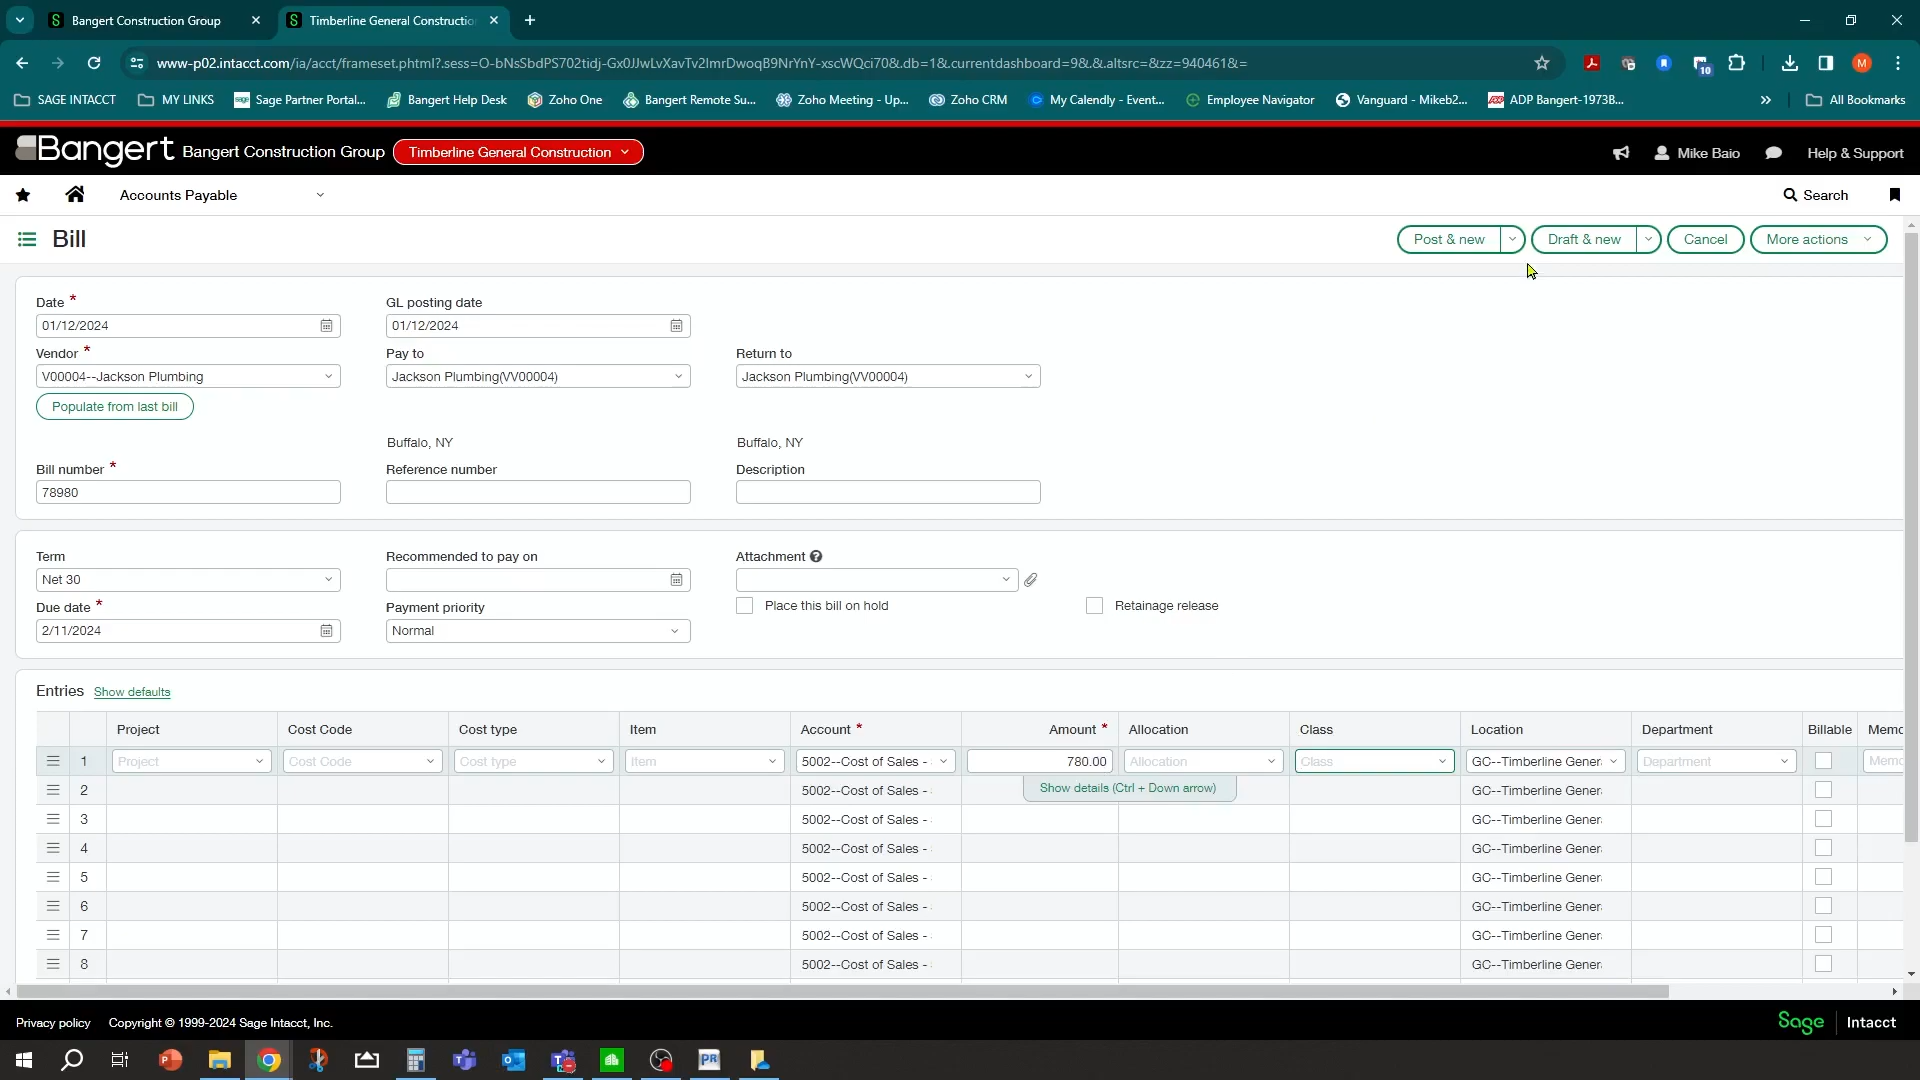 Bangert Construction Group
Timberline General Constructio
www-p02.intacct.com/ia/acct/frameset.phtml?.sess=O-bNsSbdPS702tidj-Gx0JJwLvXavTv2ImrDwoqB9NrYnY-xscWQci70&.db=1&.currentdashboard=9&.&.altsrc=&zz=940461&=
10
M
SAGE INTACCT MY LINKS Sage Partner Portal... Bangert Help Desk Zoho One Bangert Remote Su... Zoho Meeting - Up... Zoho CRM My Calendly - Event... Employee Navigator Vanguard - Mikeb2... ADP Bangert-1973B... » All Bookmarks
Bangert Bangert Construction Group Timberline General Construction Mike Baio Help & Support
Accounts Payable Search
Bill Post & new Draft & new Cancel More actions
Date * GL posting date
01/12/2024 01/12/2024
Vendor * Pay to Return to
V00004--Jackson Plumbing Jackson Plumbing(VV00004) Jackson Plumbing(VV00004)
Populate from last bill
Buffalo, NY Buffalo, NY
Bill number * Reference number Description
78980
Term Recommended to pay on Attachment
Net 30
Due date * Payment priority Place this bill on hold Retainage release
2/11/2024 Normal
Entries Show defaults
Project Cost Code Cost type Item Account * Amount * Allocation Class Location Department Billable Memo
1 Project Cost Code Cost type Item 5002--Cost of Sales - 780.00 Allocation Class GC--Timberline Gener Department Memo
Show details (Ctrl + Down arrow)
2 5002--Cost of Sales - GC--Timberline Gener
3 5002--Cost of Sales - GC--Timberline Gener
4 5002--Cost of Sales - GC--Timberline Gener
5 5002--Cost of Sales - GC--Timberline Gener
6 5002--Cost of Sales - GC--Timberline Gener
7 5002--Cost of Sales - GC--Timberline Gener
8 5002--Cost of Sales - GC--Timberline Gener
Privacy policy Copyright © 1999-2024 Sage Intacct, Inc. Sage Intacct